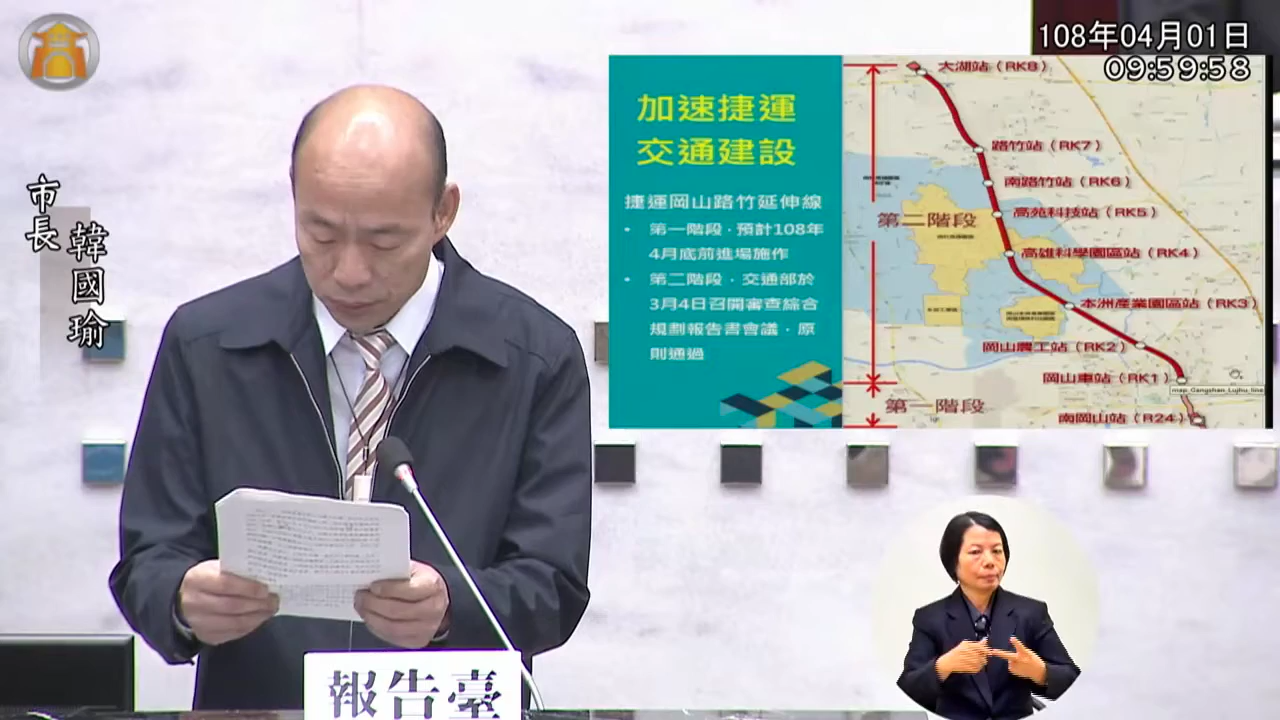 108年04月01日
09:59:58
市長
韓國瑜
加速捷運
交通建設
捷運岡山路竹延伸線
• 第一階段，預計108年
4月底前進場施作
• 第二階段，交通部於
3月4日召開審查綜合
規劃報告書會議，原
則通過
大湖站（RK8）
路竹站（RK7）
南路竹站（RK6）
高苑科技站（RK5）
第二階段
高雄科學園區站（RK4）
本洲產業園區站（RK3）
岡山農工站（RK2）
岡山車站（RK1）
map_Gangshan_Lujhu_line
第一階段
南岡山站（R24）
報告臺